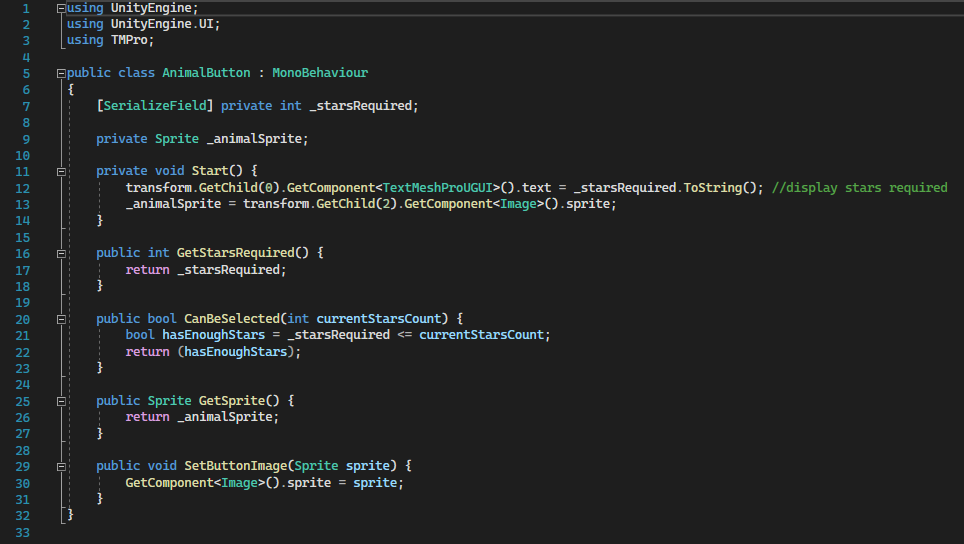 1 using UnityEngine;
2 using UnityEngine.UI;
3 using TMPro;
4
5 public class AnimalButton : MonoBehaviour
6 {
7     [SerializeField] private int _starsRequired;
8
9     private Sprite _animalSprite;
10
11     private void Start() {
12         transform.GetChild(0).GetComponent<TextMeshProUGUI>().text = _starsRequired.ToString(); //display stars required
13         _animalSprite = transform.GetChild(2).GetComponent<Image>().sprite;
14     }
15
16     public int GetStarsRequired() {
17         return _starsRequired;
18     }
19
20     public bool CanBeSelected(int currentStarsCount) {
21         bool hasEnoughStars = _starsRequired <= currentStarsCount;
22         return (hasEnoughStars);
23     }
24
25     public Sprite GetSprite() {
26         return _animalSprite;
27     }
28
29     public void SetButtonImage(Sprite sprite) {
30         GetComponent<Image>().sprite = sprite;
31     }
32 }
33